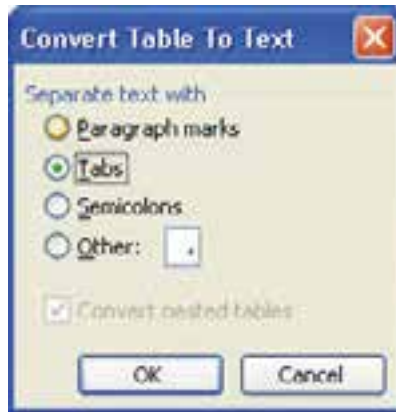 Convert Table To Text
Separate text with
Paragraph marks
Tabs
Semicolons
Other:
Convert nested tables
OK Cancel